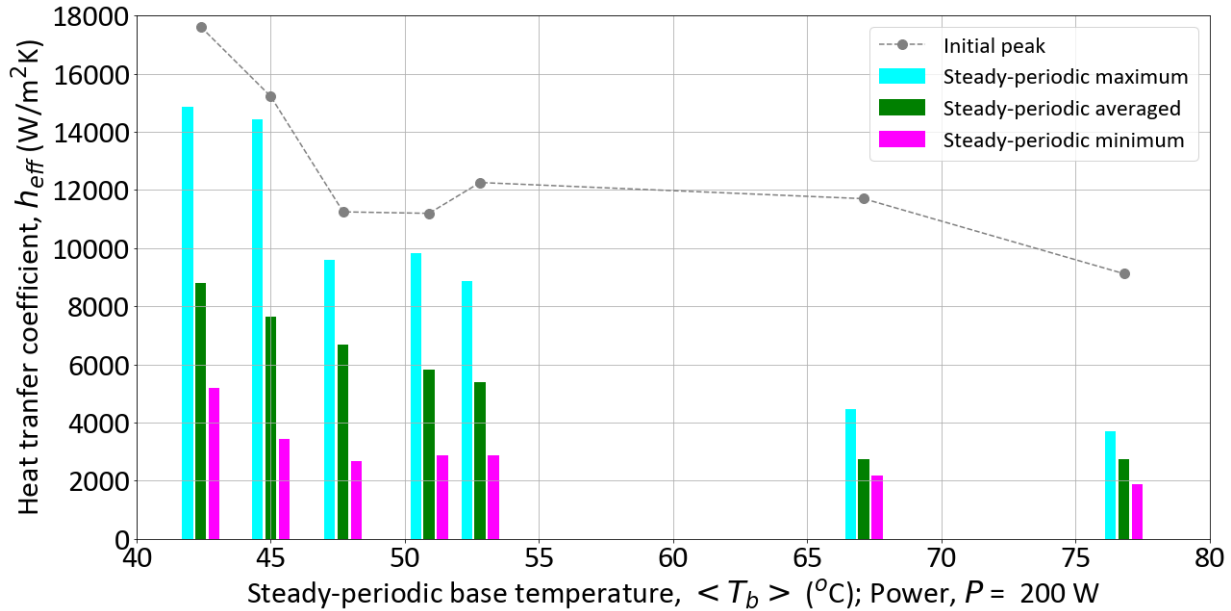 18000
16000
14000
12000
10000
8000
6000
4000
2000
0
Heat tranfer coefficient, h_eff (W/m²K)
Initial peak
Steady-periodic maximum
Steady-periodic averaged
Steady-periodic minimum
40 45 50 55 60 65 70 75 80
Steady-periodic base temperature, < T_b > (°C); Power, P = 200 W